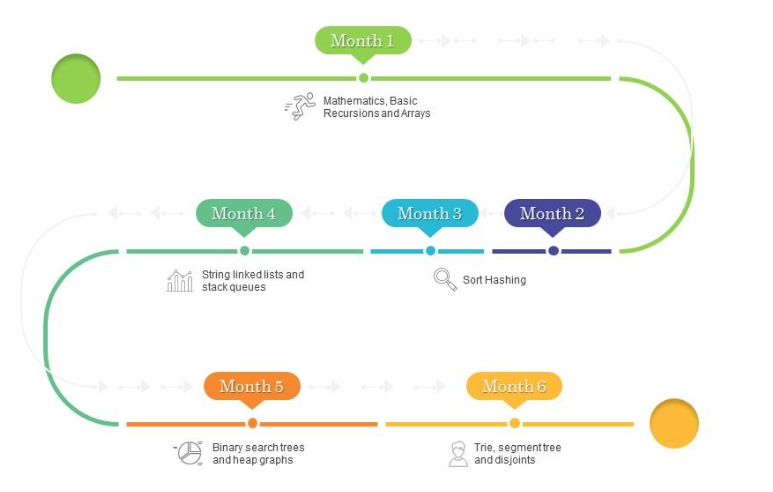 Month 1
Mathematics, Basic
Recursions and Arrays
Month 4
Month 3
Month 2
String linked lists and
stack queues
Sort Hashing
Month 5
Month 6
Binary search trees
and heap graphs
Trie, segment tree
and disjoints